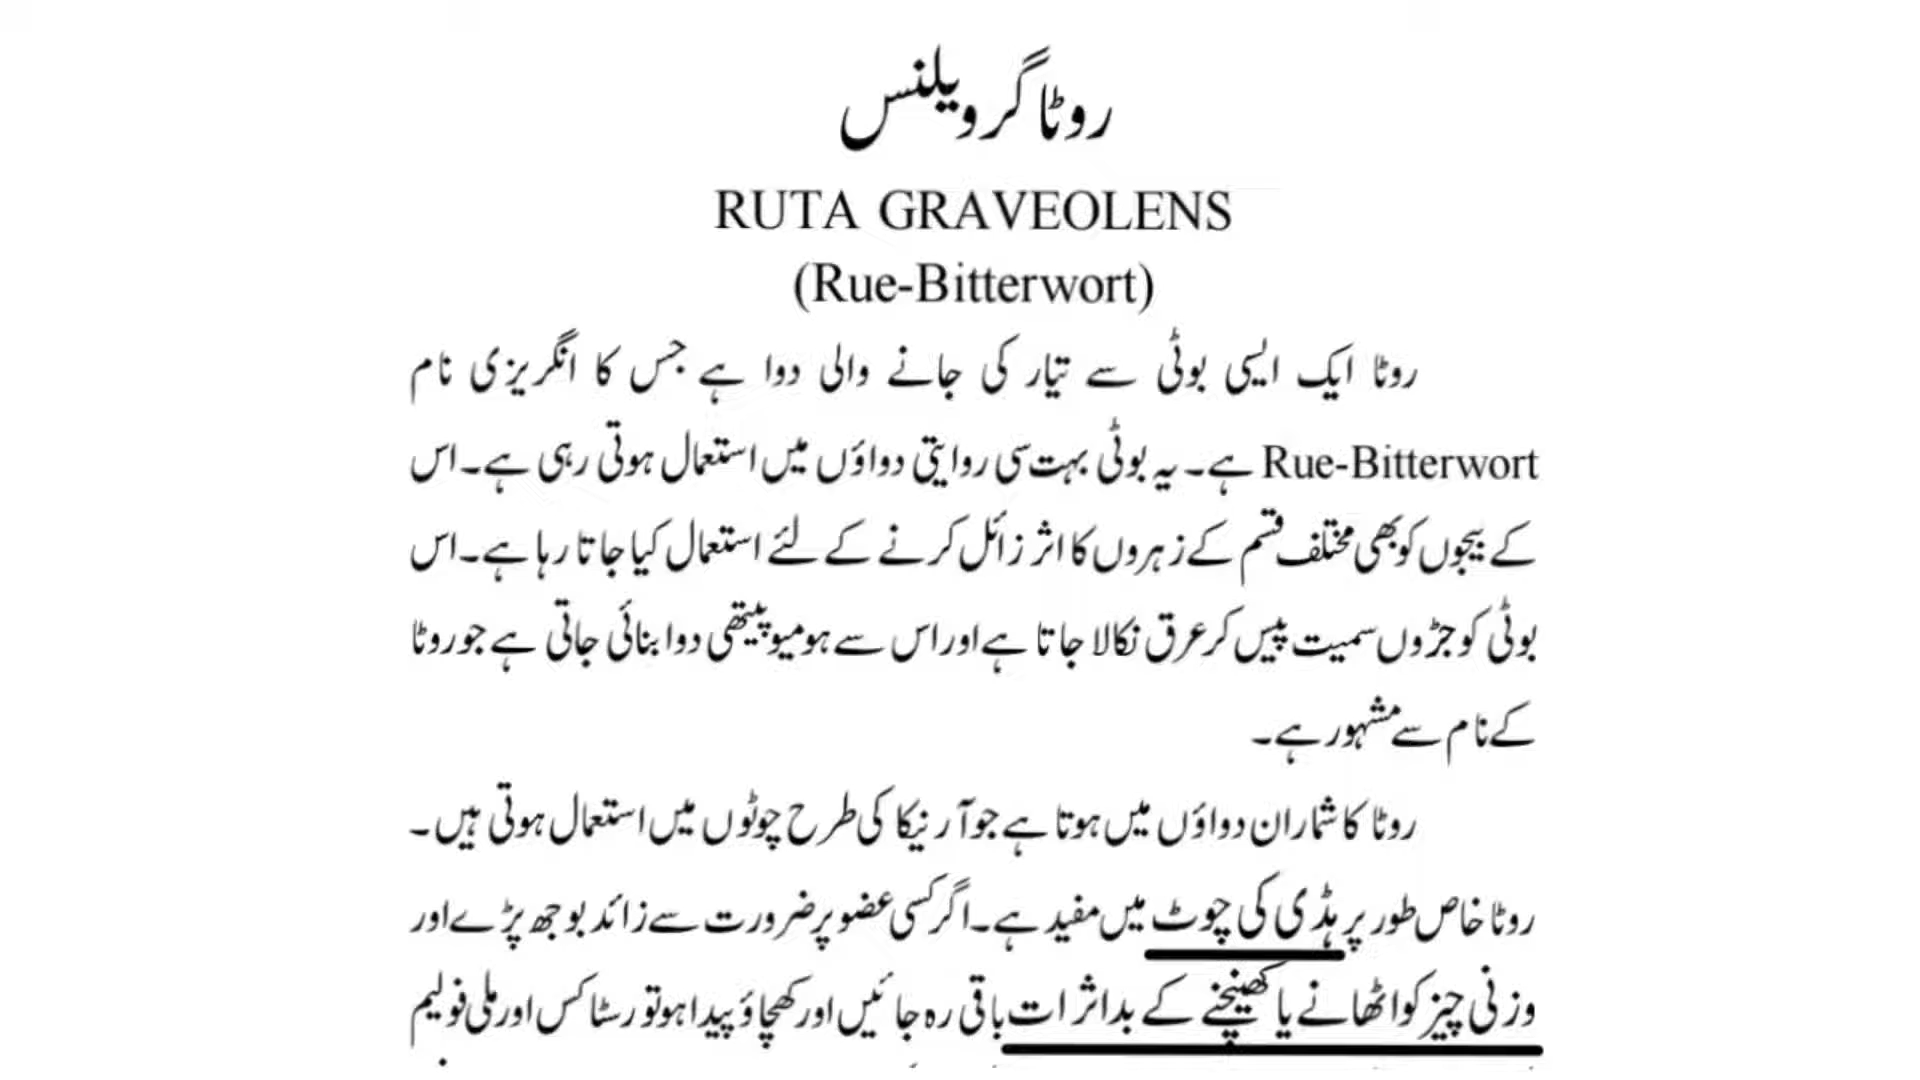 روٹا گرویلنس
RUTA GRAVEOLENS
(Rue-Bitterwort)
روٹا ایک ایسی بوٹی سے تیار کی جانے والی دوا ہے جس کا انگریزی نام
Rue-Bitterwort ہے۔ یہ بوٹی بہت سی روایتی دواؤں میں استعمال ہوتی رہی ہے۔ اس
کے بیجوں کو بھی مختلف قسم کے زہروں کا اثر زائل کرنے کے لئے استعمال کیا جاتا رہا ہے۔ اس
بوٹی کو جڑوں سمیت پیس کر عرق نکالا جاتا ہے اور اس سے ہومیوپیتھی دوا بنائی جاتی ہے جو روٹا
کے نام سے مشہور ہے۔
روٹا کا شمار ان دواؤں میں ہوتا ہے جو آرنیکا کی طرح چوٹوں میں استعمال ہوتی ہیں۔
روٹا خاص طور پر ہڈی کی چوٹ میں مفید ہے۔ اگر کسی عضو پر ضرورت سے زائد بوجھ پڑے اور
وزنی چیز کو اٹھانے یا کھینچنے کے بداثرات باقی رہ جائیں اور کھچاؤ پیدا ہو تو رسٹاکس اور ملی فولیم